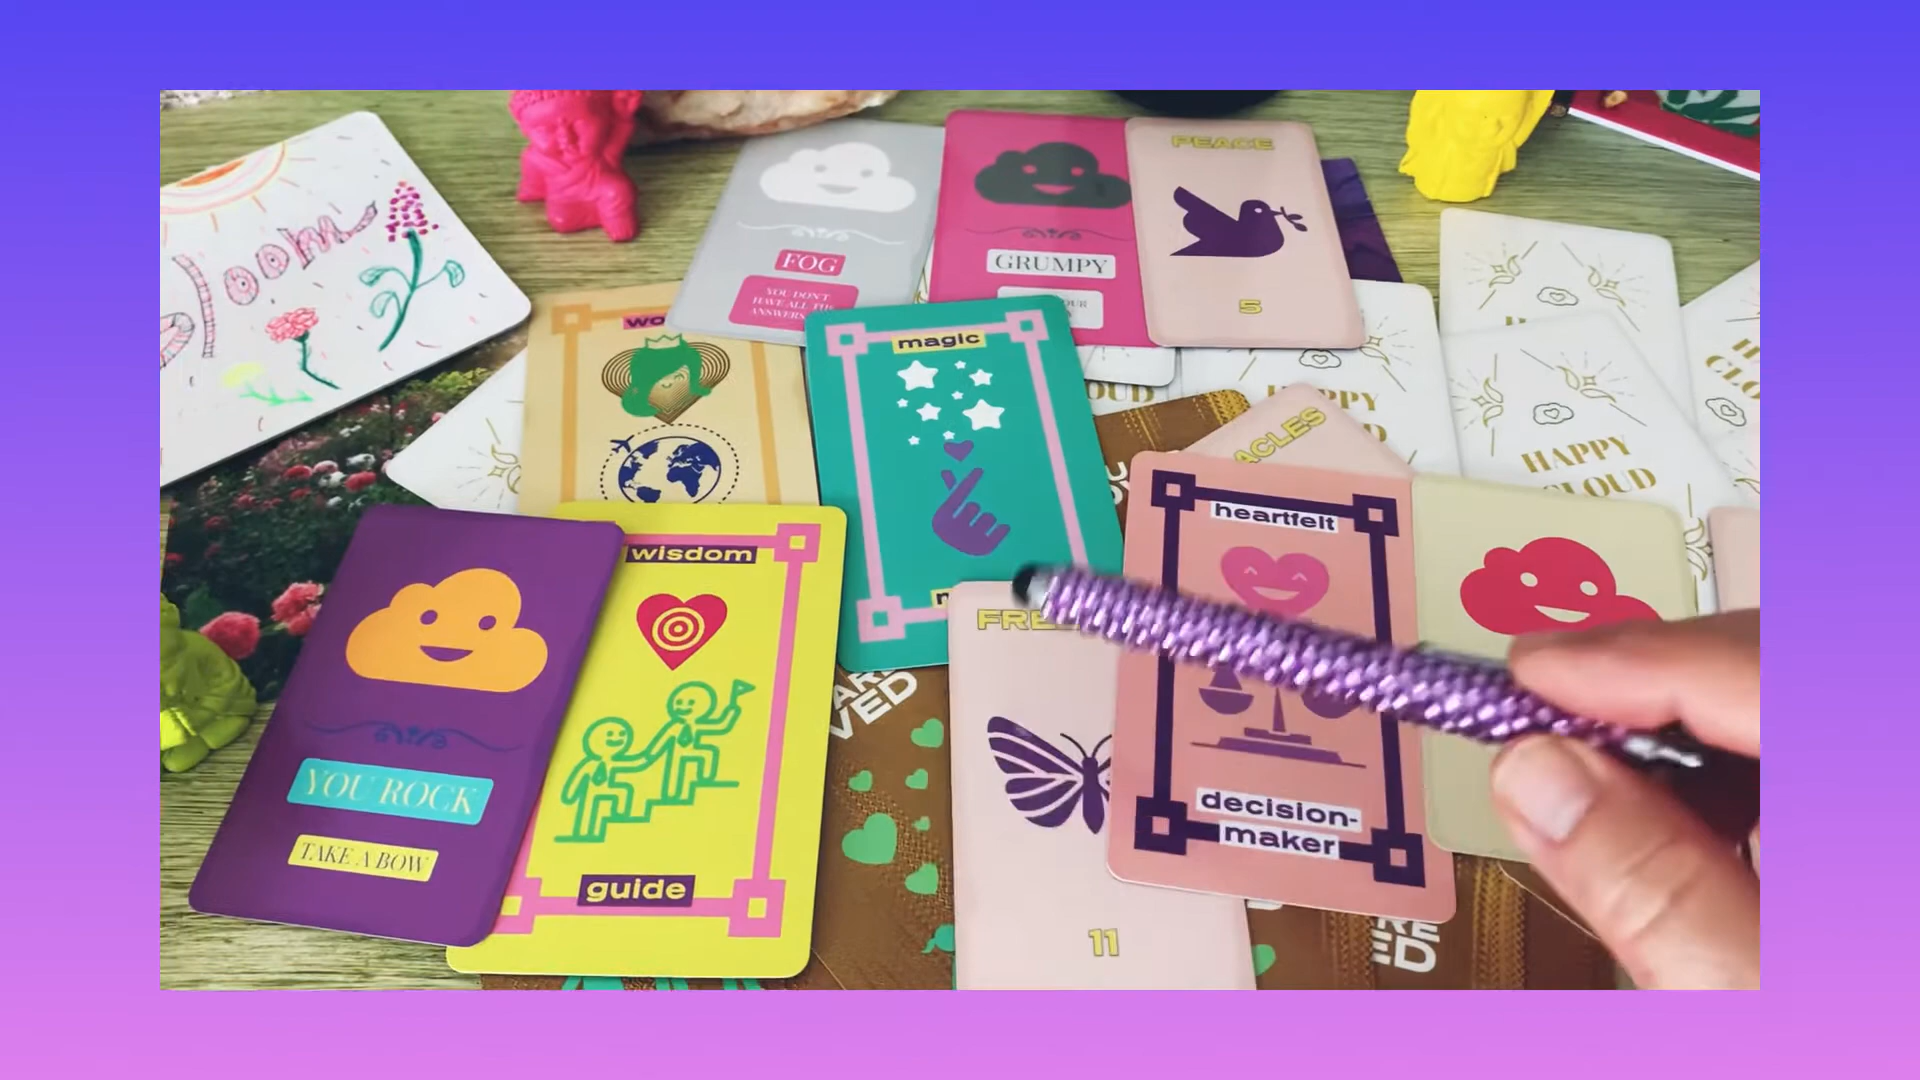 Bloom
FOG
YOU DON'T
HAVE ALL THE
ANSWERS
GRUMPY
PEACE
5
magic
HAPPY
CLOUD
HAPPY
wisdom
guide
YOU ROCK
TAKE A BOW
11
heartfelt
decision-
maker